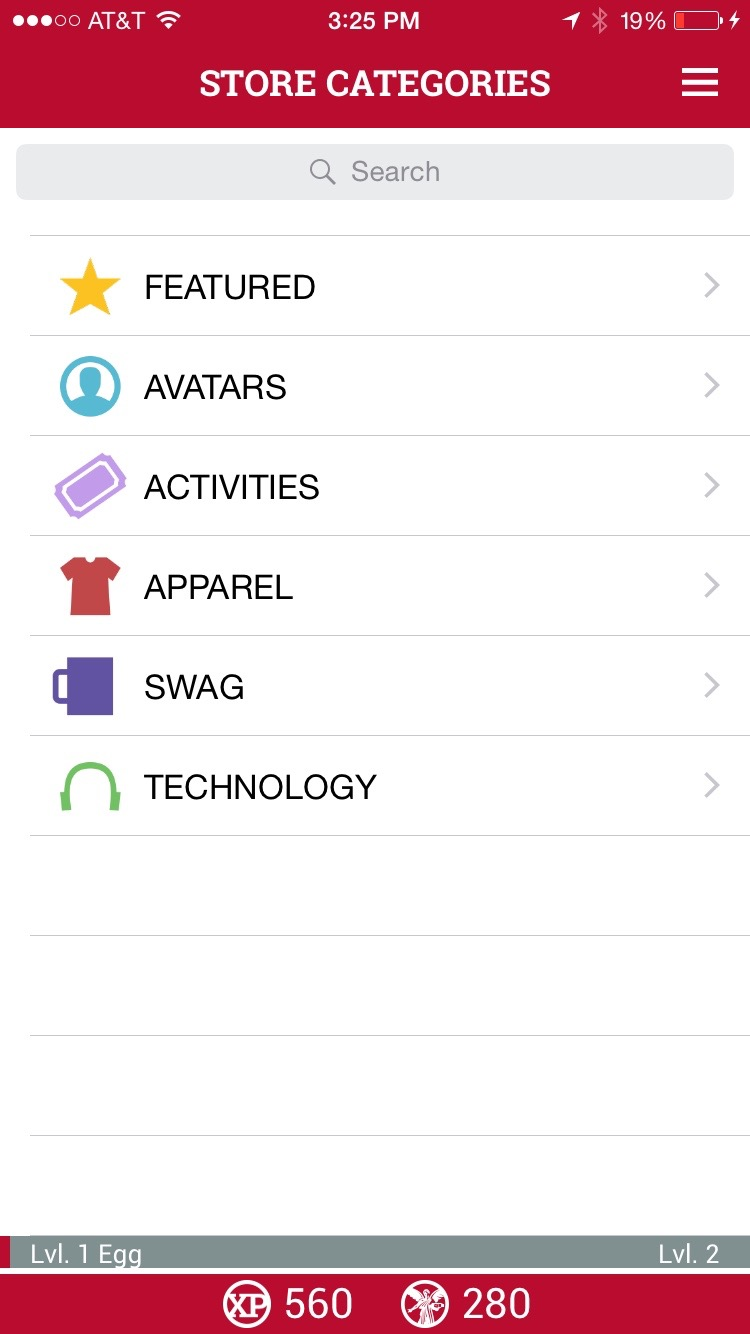 AT&T 3:25 PM 19%
STORE CATEGORIES
Search
FEATURED
AVATARS
ACTIVITIES
APPAREL
SWAG
TECHNOLOGY
Lvl. 1 Egg Lvl. 2
XP 560 280